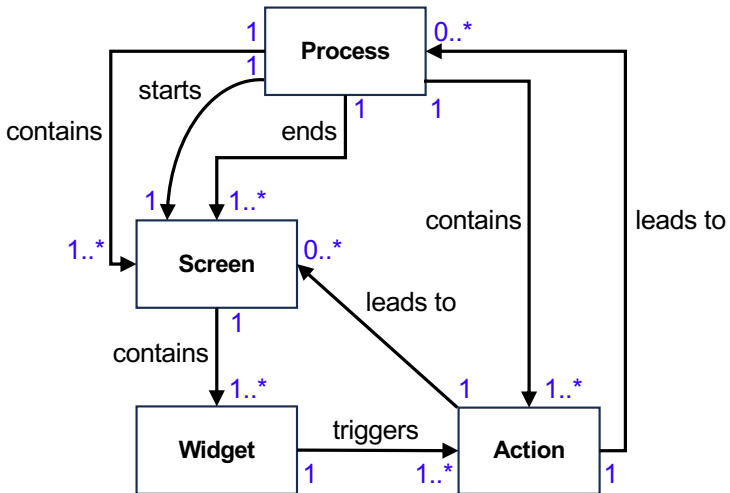 1
Process
0..*
1
starts
1
ends
1
contains
1
1..*
contains
leads to
1..*
Screen
0..*
leads to
1
contains
1..*
1
1..*
Widget
triggers
Action
1
1..*
1